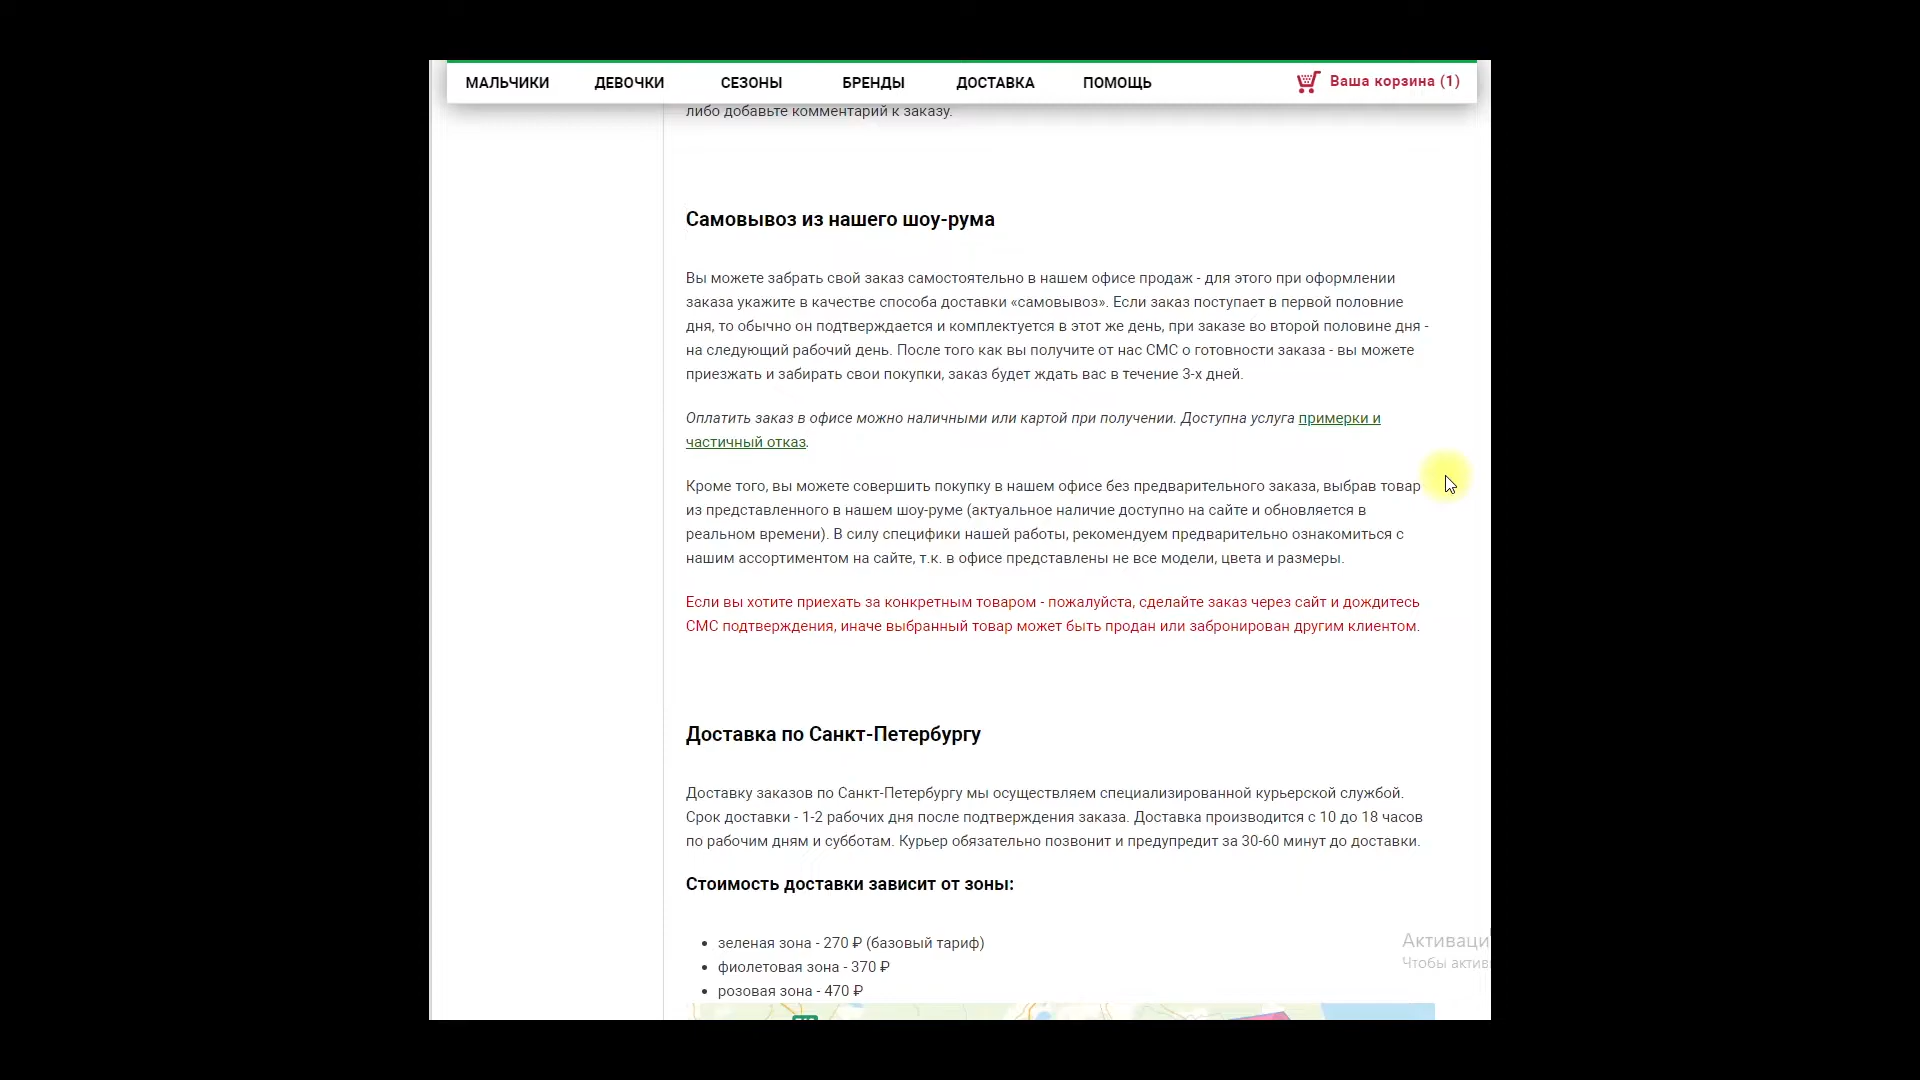 МАЛЬЧИКИ ДЕВОЧКИ СЕЗОНЫ БРЕНДЫ ДОСТАВКА ПОМОЩЬ Ваша корзина (1)
либо добавьте комментарий к заказу.
Самовывоз из нашего шоу-рума
Вы можете забрать свой заказ самостоятельно в нашем офисе продаж - для этого при оформлении
заказа укажите в качестве способа доставки «самовывоз». Если заказ поступает в первой половние
дня, то обычно он подтверждается и комплектуется в этот же день, при заказе во второй половине дня -
на следующий рабочий день. После того как вы получите от нас СМС о готовности заказа - вы можете
приезжать и забирать свои покупки, заказ будет ждать вас в течение 3-х дней.
Оплатить заказ в офисе можно наличными или картой при получении. Доступна услуга примерки и
частичный отказ.
Кроме того, вы можете совершить покупку в нашем офисе без предварительного заказа, выбрав товар
из представленного в нашем шоу-руме (актуальное наличие доступно на сайте и обновляется в
реальном времени). В силу специфики нашей работы, рекомендуем предварительно ознакомиться с
нашим ассортиментом на сайте, т.к. в офисе представлены не все модели, цвета и размеры.
Если вы хотите приехать за конкретным товаром - пожалуйста, сделайте заказ через сайт и дождитесь
СМС подтверждения, иначе выбранный товар может быть продан или забронирован другим клиентом.
Доставка по Санкт-Петербургу
Доставку заказов по Санкт-Петербургу мы осуществляем специализированной курьерской службой.
Срок доставки - 1-2 рабочих дня после подтверждения заказа. Доставка производится с 10 до 18 часов
по рабочим дням и субботам. Курьер обязательно позвонит и предупредит за 30-60 минут до доставки.
Стоимость доставки зависит от зоны:
• зеленая зона - 270 ₽ (базовый тариф)
Активаци
• фиолетовая зона - 370 ₽
Чтобы актив
• розовая зона - 470 ₽